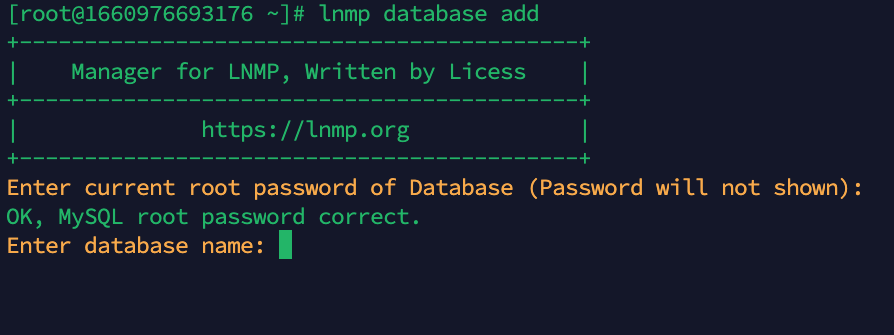 [root@1660976693176 ~]# lnmp database add
+-------------------------------------------+
|    Manager for LNMP, Written by Licess    |
+-------------------------------------------+
|              https://lnmp.org             |
+-------------------------------------------+
Enter current root password of Database (Password will not shown):
OK, MySQL root password correct.
Enter database name: